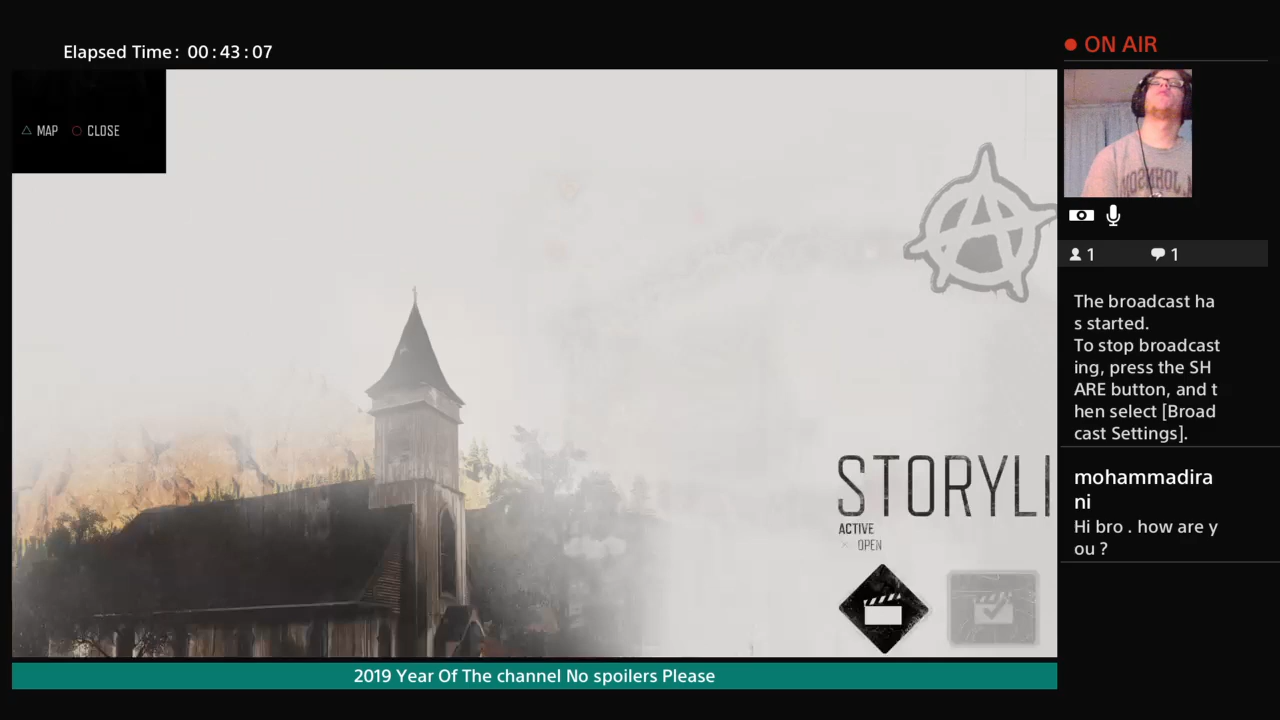 Elapsed Time: 00:43:07
ON AIR
MAP
CLOSE
1
1
The broadcast ha
s started.
To stop broadcast
ing, press the SH
ARE button, and t
hen select [Broad
cast Settings].
mohammadira
ni
Hi bro . how are y
ou ?
STORYLI
ACTIVE
OPEN
2019 Year Of The channel No spoilers Please